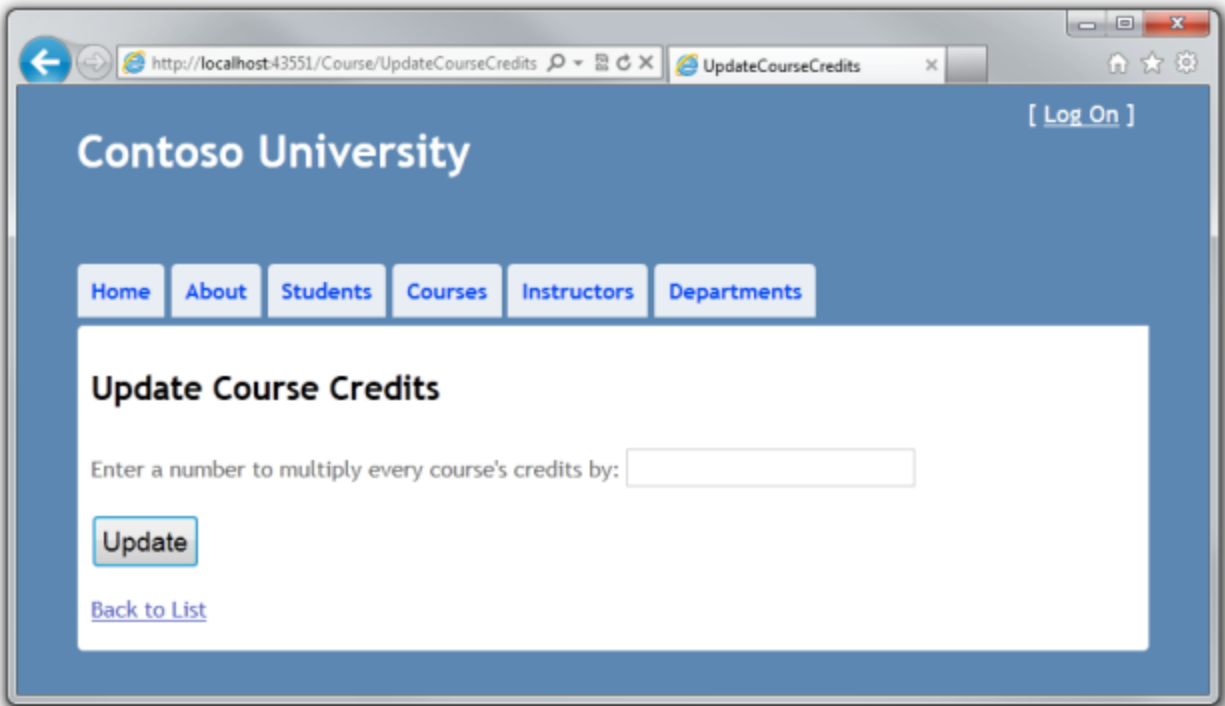 http://localhost:43551/Course/UpdateCourseCredits
UpdateCourseCredits
[ Log On ]
Contoso University
Home About Students Courses Instructors Departments
Update Course Credits
Enter a number to multiply every course's credits by:
Update
Back to List